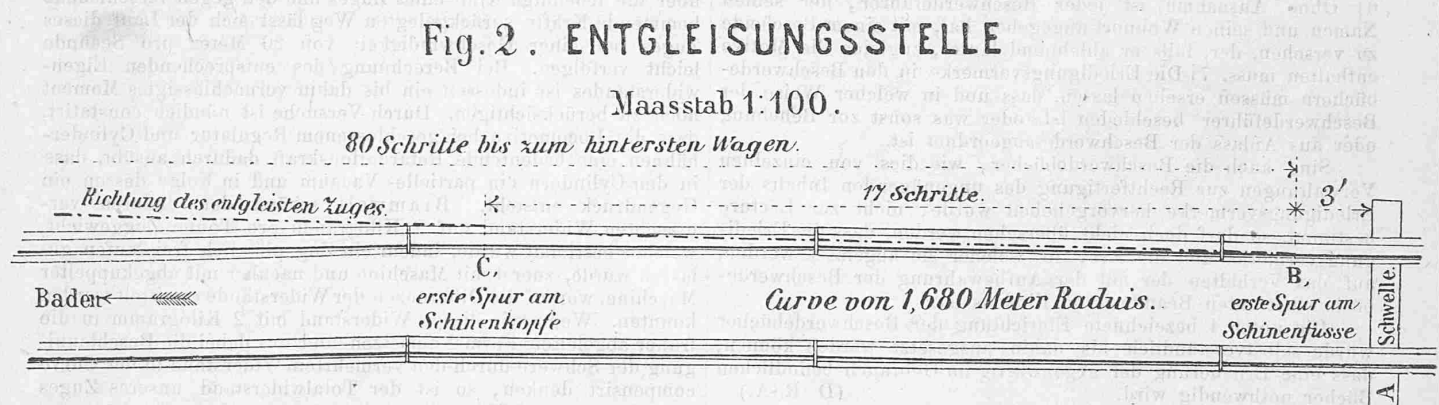 Fig. 2 ENTGLEISUNGSSTELLE
Maasstab 1:100.
80 Schritte bis zum hintersten Wagen.
Richtung des entgleisten Zuges.
17 Schritte.
3'
C.
B
Baden
erste Spur am
Schinenkopfe
Curve von 1,680 Meter Raduis.
erste Spur am
Schinenfusse
Schwelle.
A